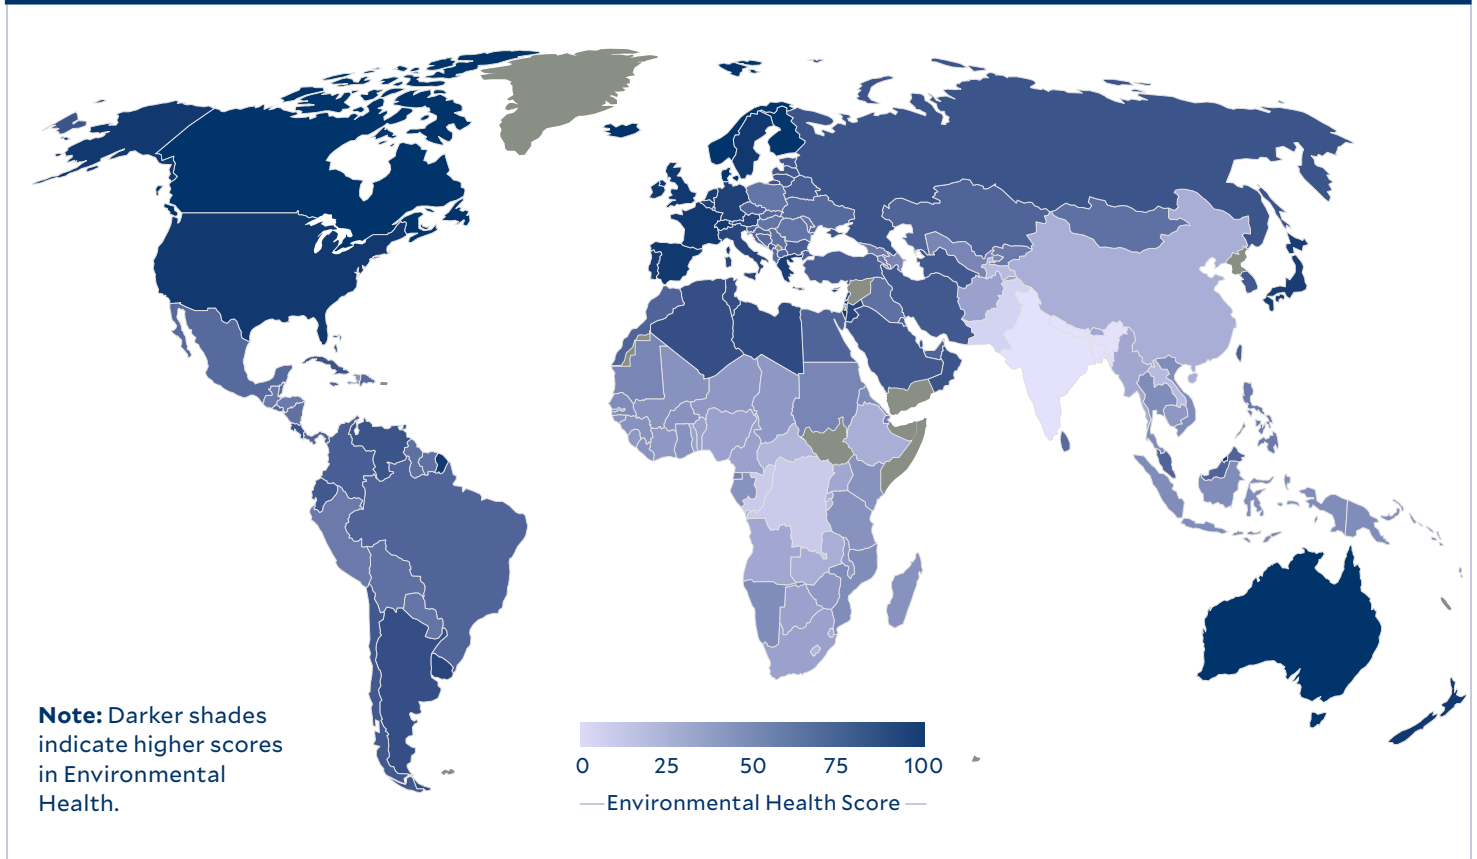 Note: Darker shades
indicate higher scores
in Environmental
Health.
0 25 50 75 100
Environmental Health Score